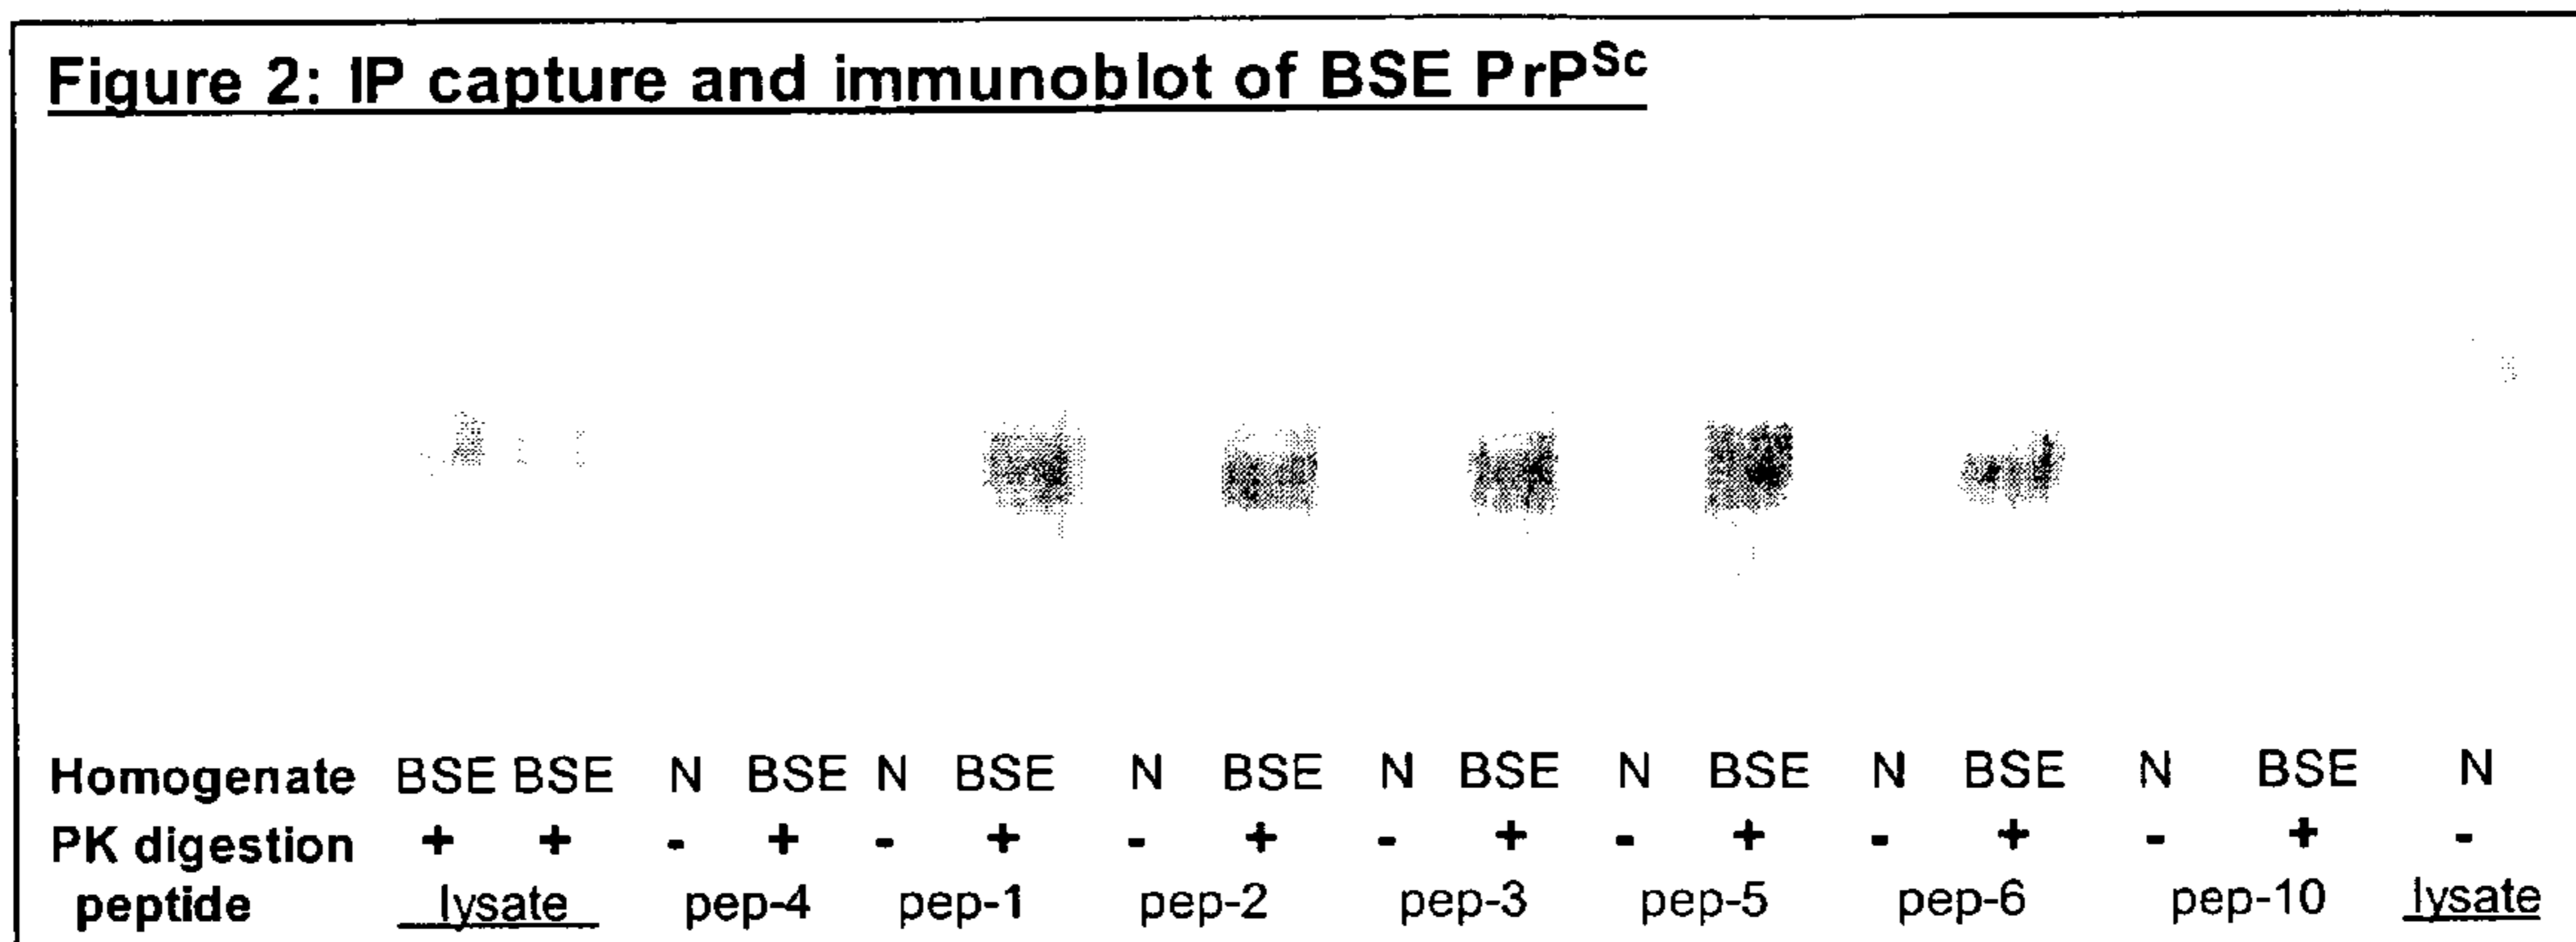 Figure 2: IP capture and immunoblot of BSE PrPSc
Homogenate BSE BSE N BSE N BSE N BSE N BSE N BSE N BSE N BSE N
PK digestion + + - + - + - + - + - + - + - + -
peptide lysate pep-4 pep-1 pep-2 pep-3 pep-5 pep-6 pep-10 lysate